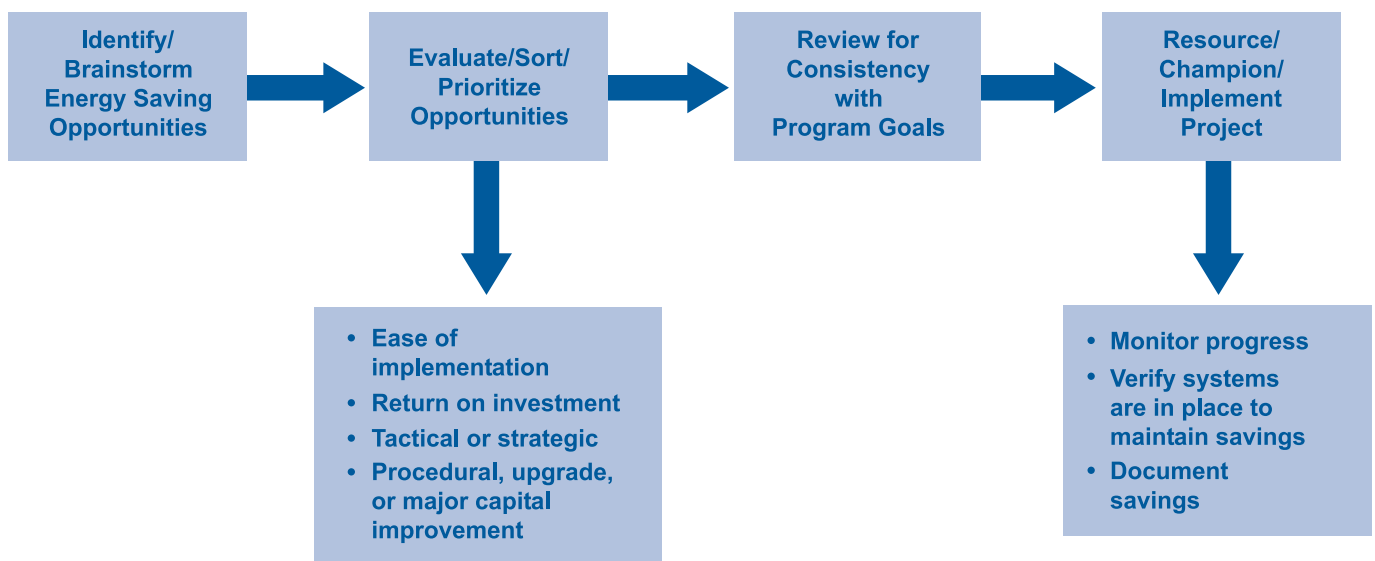 Identify/
Brainstorm
Energy Saving
Opportunities
Evaluate/Sort/
Prioritize
Opportunities
Review for
Consistency
with
Program Goals
Resource/
Champion/
Implement
Project
• Ease of
implementation
• Return on investment
• Tactical or strategic
• Procedural, upgrade,
or major capital
improvement
• Monitor progress
• Verify systems
are in place to
maintain savings
• Document
savings